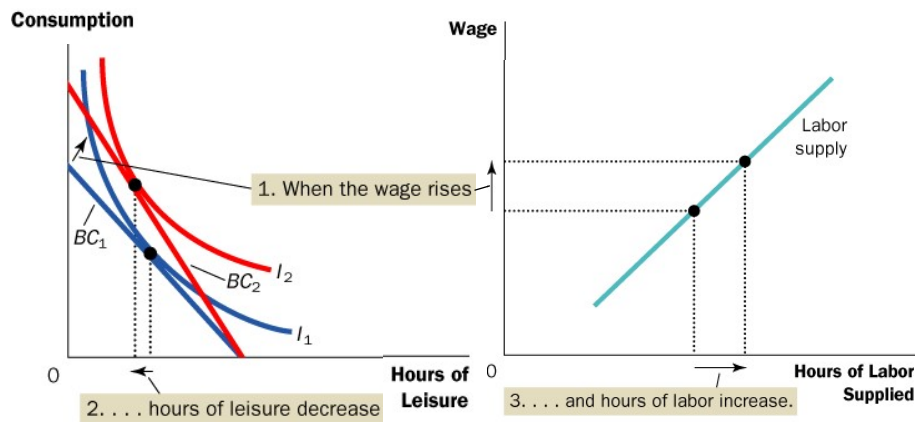 Consumption
BC₁
BC₂
I₂
I₁
0
Hours of
Leisure
1. When the wage rises
2. . . . hours of leisure decrease
Wage
Labor
supply
0
Hours of Labor
Supplied
3. . . . and hours of labor increase.